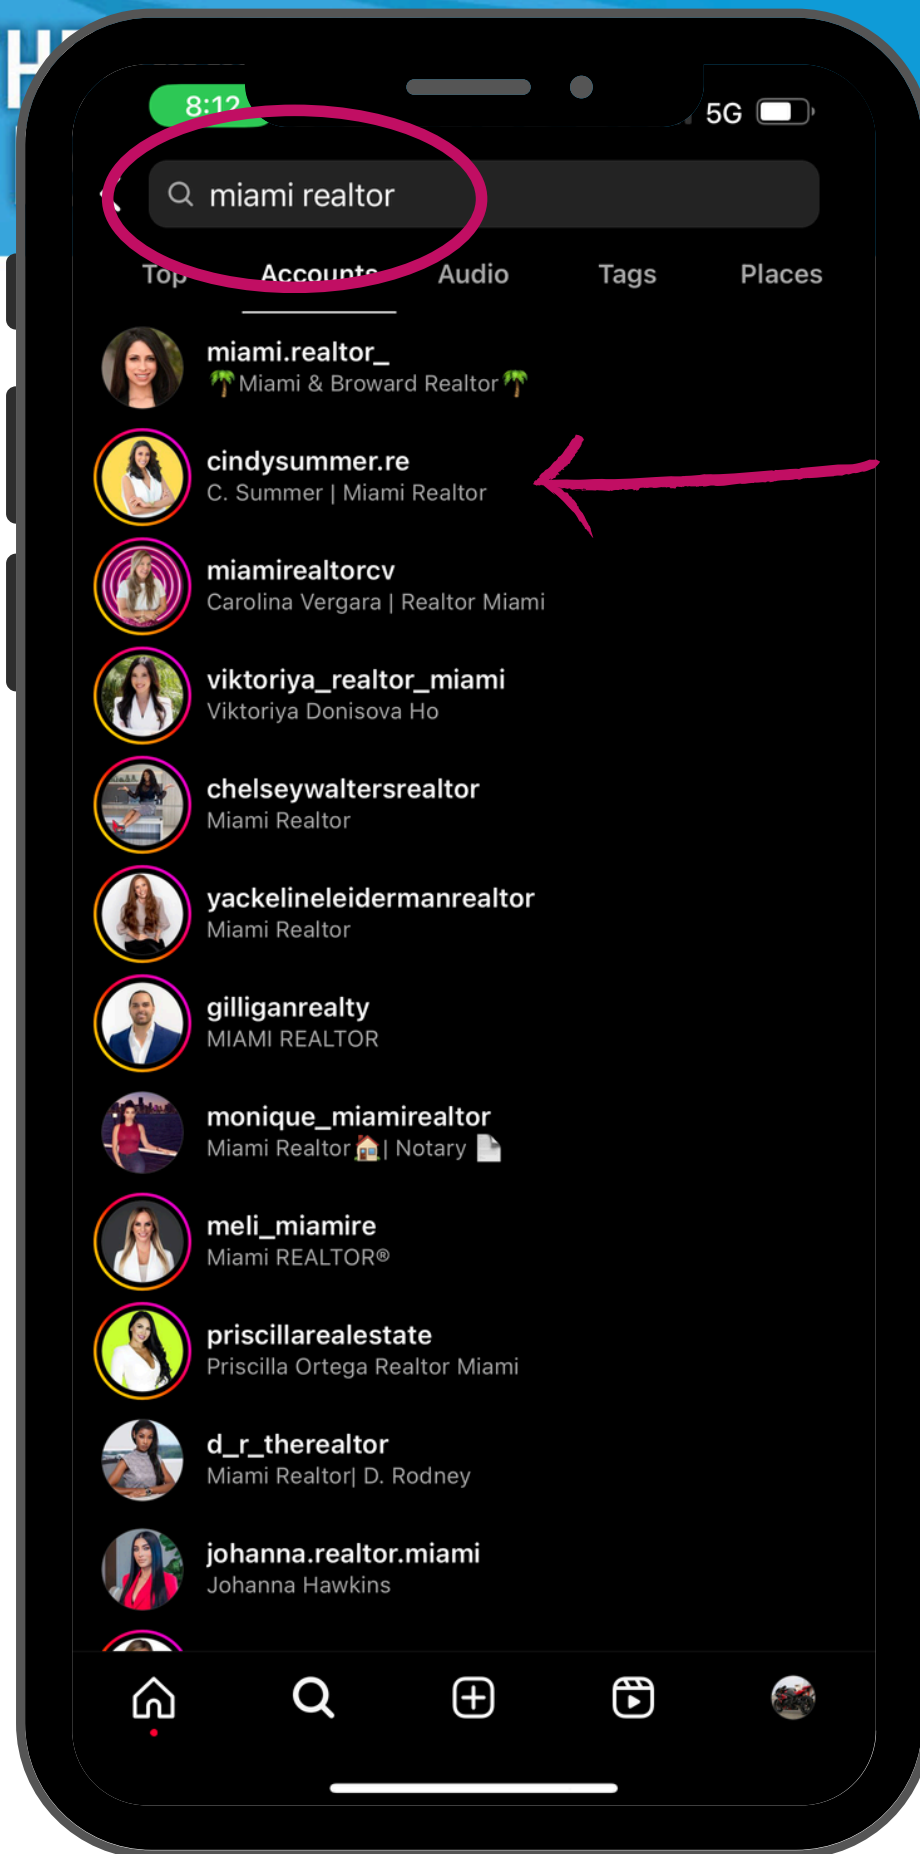 8:12
5G
miami realtor
Top Accounts Audio Tags Places
miami.realtor_
🌴Miami & Broward Realtor🌴
cindysummer.re
C. Summer | Miami Realtor
miamirealtorcv
Carolina Vergara | Realtor Miami
viktoriya_realtor_miami
Viktoriya Donisova Ho
chelseywaltersrealtor
Miami Realtor
yackelineleidermanrealtor
Miami Realtor
gilliganrealty
MIAMI REALTOR
monique_miamirealtor
Miami Realtor🏠| Notary 📄
meli_miamire
Miami REALTOR®
priscillarealestate
Priscilla Ortega Realtor Miami
d_r_therealtor
Miami Realtor| D. Rodney
johanna.realtor.miami
Johanna Hawkins